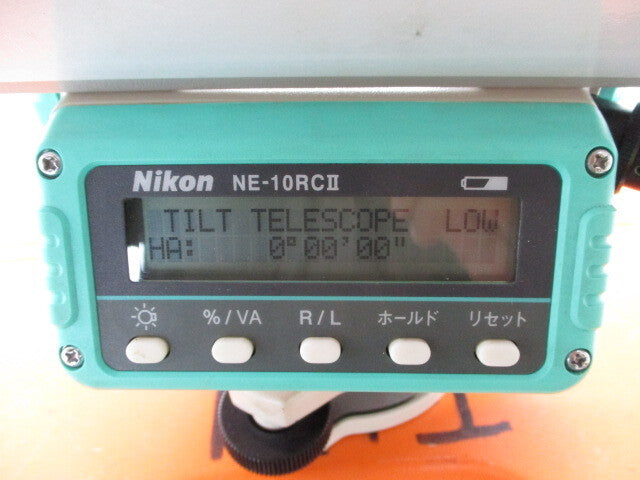 Nikon NE-10RCⅡ
TILT TELESCOPE LOW
HA: 0°00'00"
%/VA R/L ホールド リセット